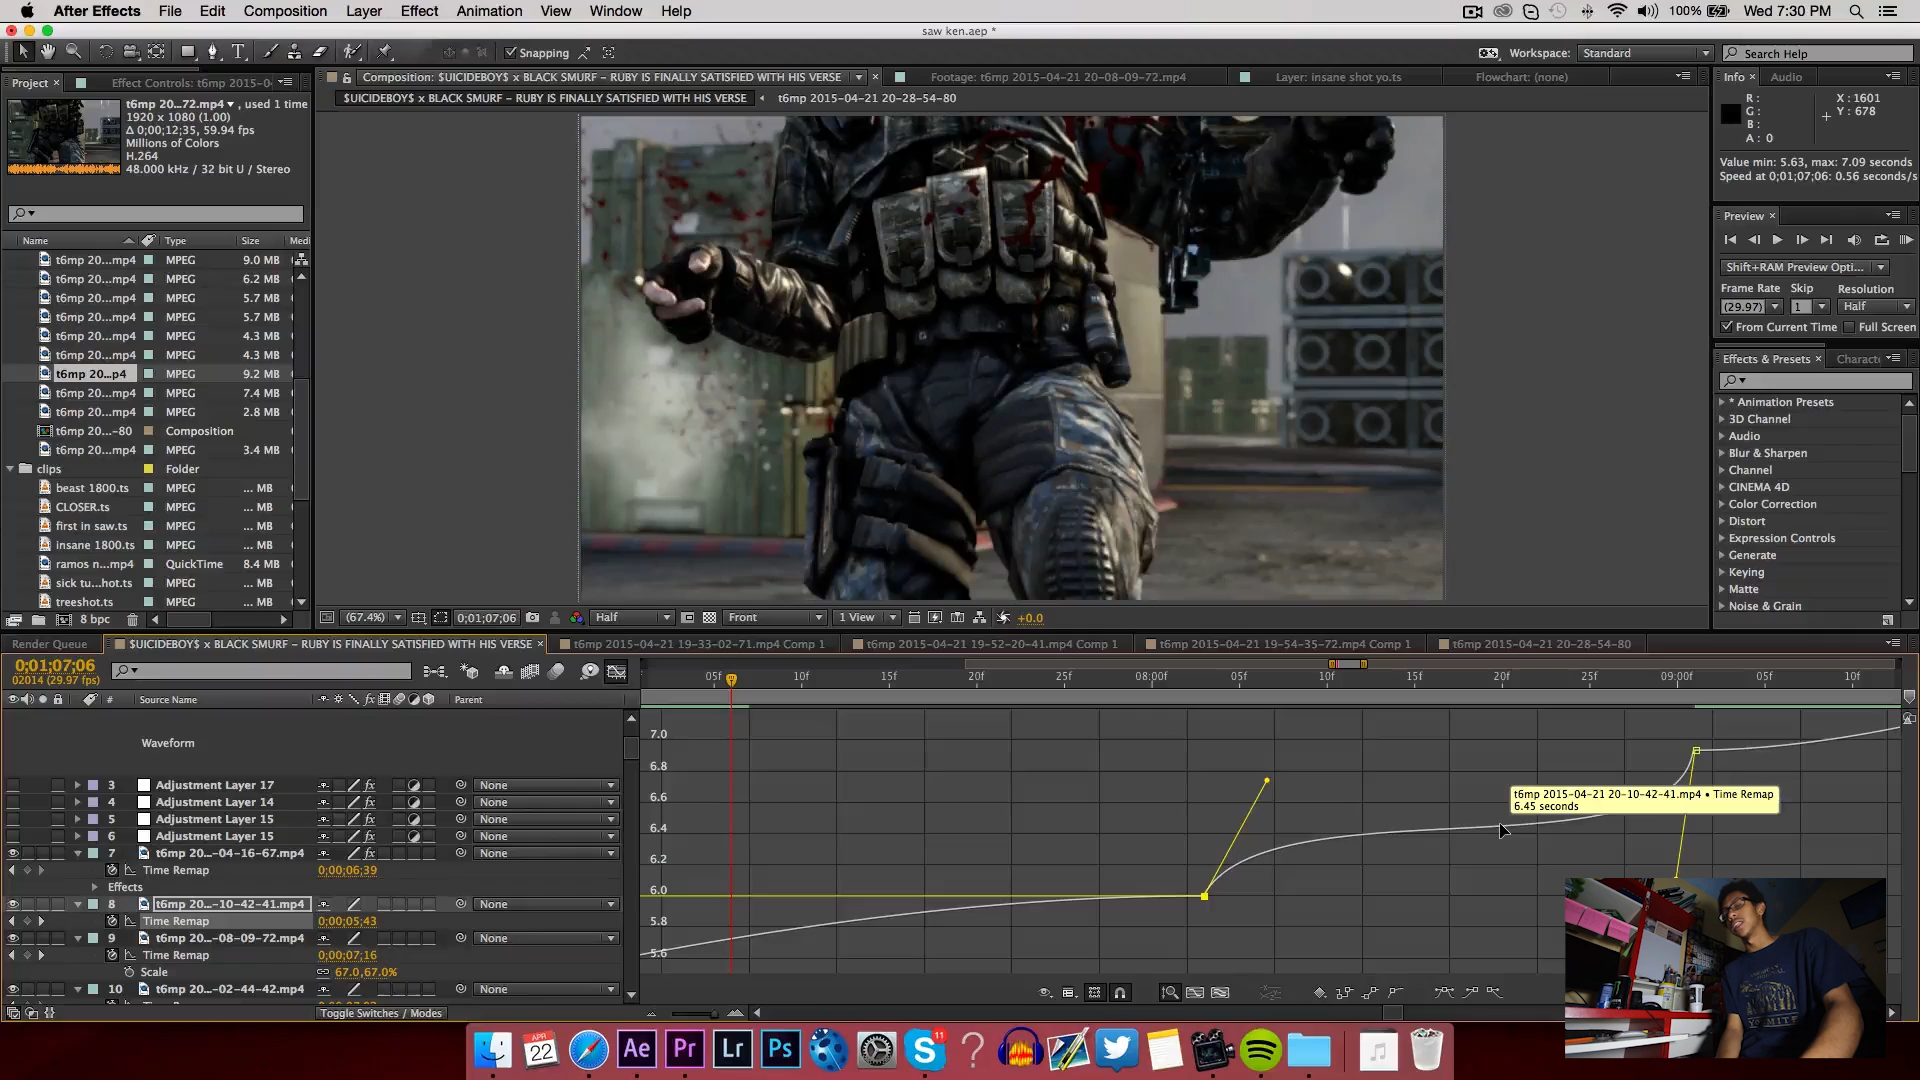 After Effects File Edit Composition Layer Effect Animation View Window Help
100% Wed 7:30 PM
saw ken.aep *
Snapping
Workspace: Standard
Search Help
Project Effect Controls: t6mp 2015-0
t6mp 20...72.mp4 , used 1 time
1920 x 1080 (1.00)
Δ 0;00;12;35, 59.94 fps
Millions of Colors
H.264
48.000 kHz / 32 bit U / Stereo
Name Type Size Medi
t6mp 20...mp4 MPEG 9.0 MB
t6mp 20...mp4 MPEG 6.2 MB
t6mp 20...mp4 MPEG 5.7 MB
t6mp 20...mp4 MPEG 5.7 MB
t6mp 20...mp4 MPEG 4.3 MB
t6mp 20...mp4 MPEG 4.3 MB
t6mp 20...p4 MPEG 9.2 MB
t6mp 20...mp4 MPEG 7.4 MB
t6mp 20...mp4 MPEG 2.8 MB
t6mp 20...-80 Composition
t6mp 20...mp4 MPEG 3.4 MB
clips Folder
beast 1800.ts MPEG ... MB
CLOSER.ts MPEG ... MB
first in saw.ts MPEG ... MB
insane 1800.ts MPEG ... MB
ramos n...mp4 QuickTime 8.4 MB
sick tu...hot.ts MPEG ... MB
treeshot.ts MPEG ... MB
8 bpc
Composition: $UICIDEBOY$ x BLACK SMURF – RUBY IS FINALLY SATISFIED WITH HIS VERSE
Footage: t6mp 2015-04-21 20-08-09-72.mp4
Layer: insane shot yo.ts
Flowchart: (none)
$UICIDEBOY$ x BLACK SMURF – RUBY IS FINALLY SATISFIED WITH HIS VERSE
t6mp 2015-04-21 20-28-54-80
(67.4%) 0;01;07;06 Half Front 1 View +0.0
Info Audio
R :
G :
B :
A : 0
X : 1601
Y : 678
Value min: 5.63, max: 7.09 seconds
Speed at 0;01;07;06: 0.56 seconds/s
Preview
Shift+RAM Preview Opti...
Frame Rate Skip Resolution
(29.97) 1 Half
From Current Time Full Screen
Effects & Presets Charact
* Animation Presets
3D Channel
Audio
Blur & Sharpen
Channel
CINEMA 4D
Color Correction
Distort
Expression Controls
Generate
Keying
Matte
Noise & Grain
Render Queue
$UICIDEBOY$ x BLACK SMURF – RUBY IS FINALLY SATISFIED WITH HIS VERSE
t6mp 2015-04-21 19-33-02-71.mp4 Comp 1
t6mp 2015-04-21 19-52-20-41.mp4 Comp 1
t6mp 2015-04-21 19-54-35-72.mp4 Comp 1
t6mp 2015-04-21 20-28-54-80
0;01;07;06
02014 (29.97 fps)
# Source Name Parent
05f 10f 15f 20f 25f 08:00f 05f 10f 15f 20f 25f 09:00f 05f 10f
Waveform
3 Adjustment Layer 17 fx None
4 Adjustment Layer 14 fx None
5 Adjustment Layer 15 fx None
6 Adjustment Layer 15 fx None
7 t6mp 20...-04-16-67.mp4 fx None
Time Remap 0;00;06;39
Effects
8 t6mp 20...-10-42-41.mp4 None
Time Remap 0;00;05;43
9 t6mp 20...-08-09-72.mp4 None
Time Remap 0;00;07;16
Scale 67.0,67.0%
10 t6mp 20...-02-44-42.mp4 None
Toggle Switches / Modes
7.0
6.8
6.6
6.4
6.2
6.0
5.8
5.6
t6mp 2015-04-21 20-10-42-41.mp4 • Time Remap
6.45 seconds
APR
22
Ae
Pr
Lr
Ps
11
YOSEMITE